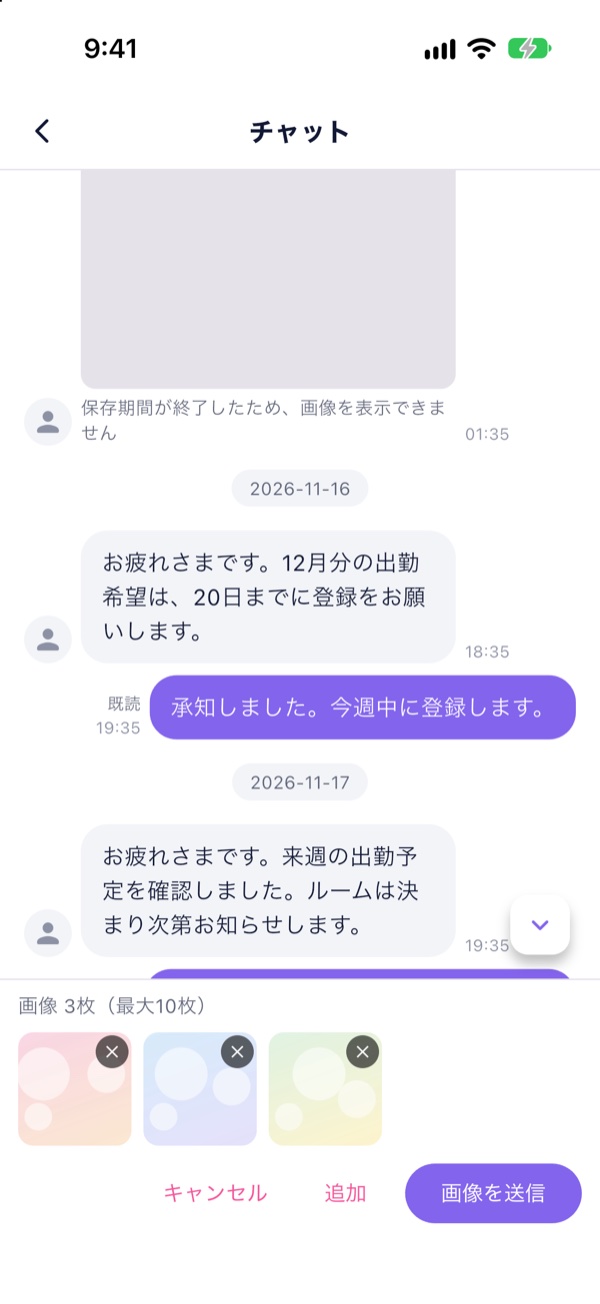 9:41
チャット
保存期間が終了したため、画像を表示できま
せん
01:35
2026-11-16
お疲れさまです。12月分の出勤
希望は、20日までに登録をお願
いします。
18:35
既読
19:35
承知しました。今週中に登録します。
2026-11-17
お疲れさまです。来週の出勤予
定を確認しました。ルームは決
まり次第お知らせします。
19:35
画像 3枚（最大10枚）
キャンセル
追加
画像を送信